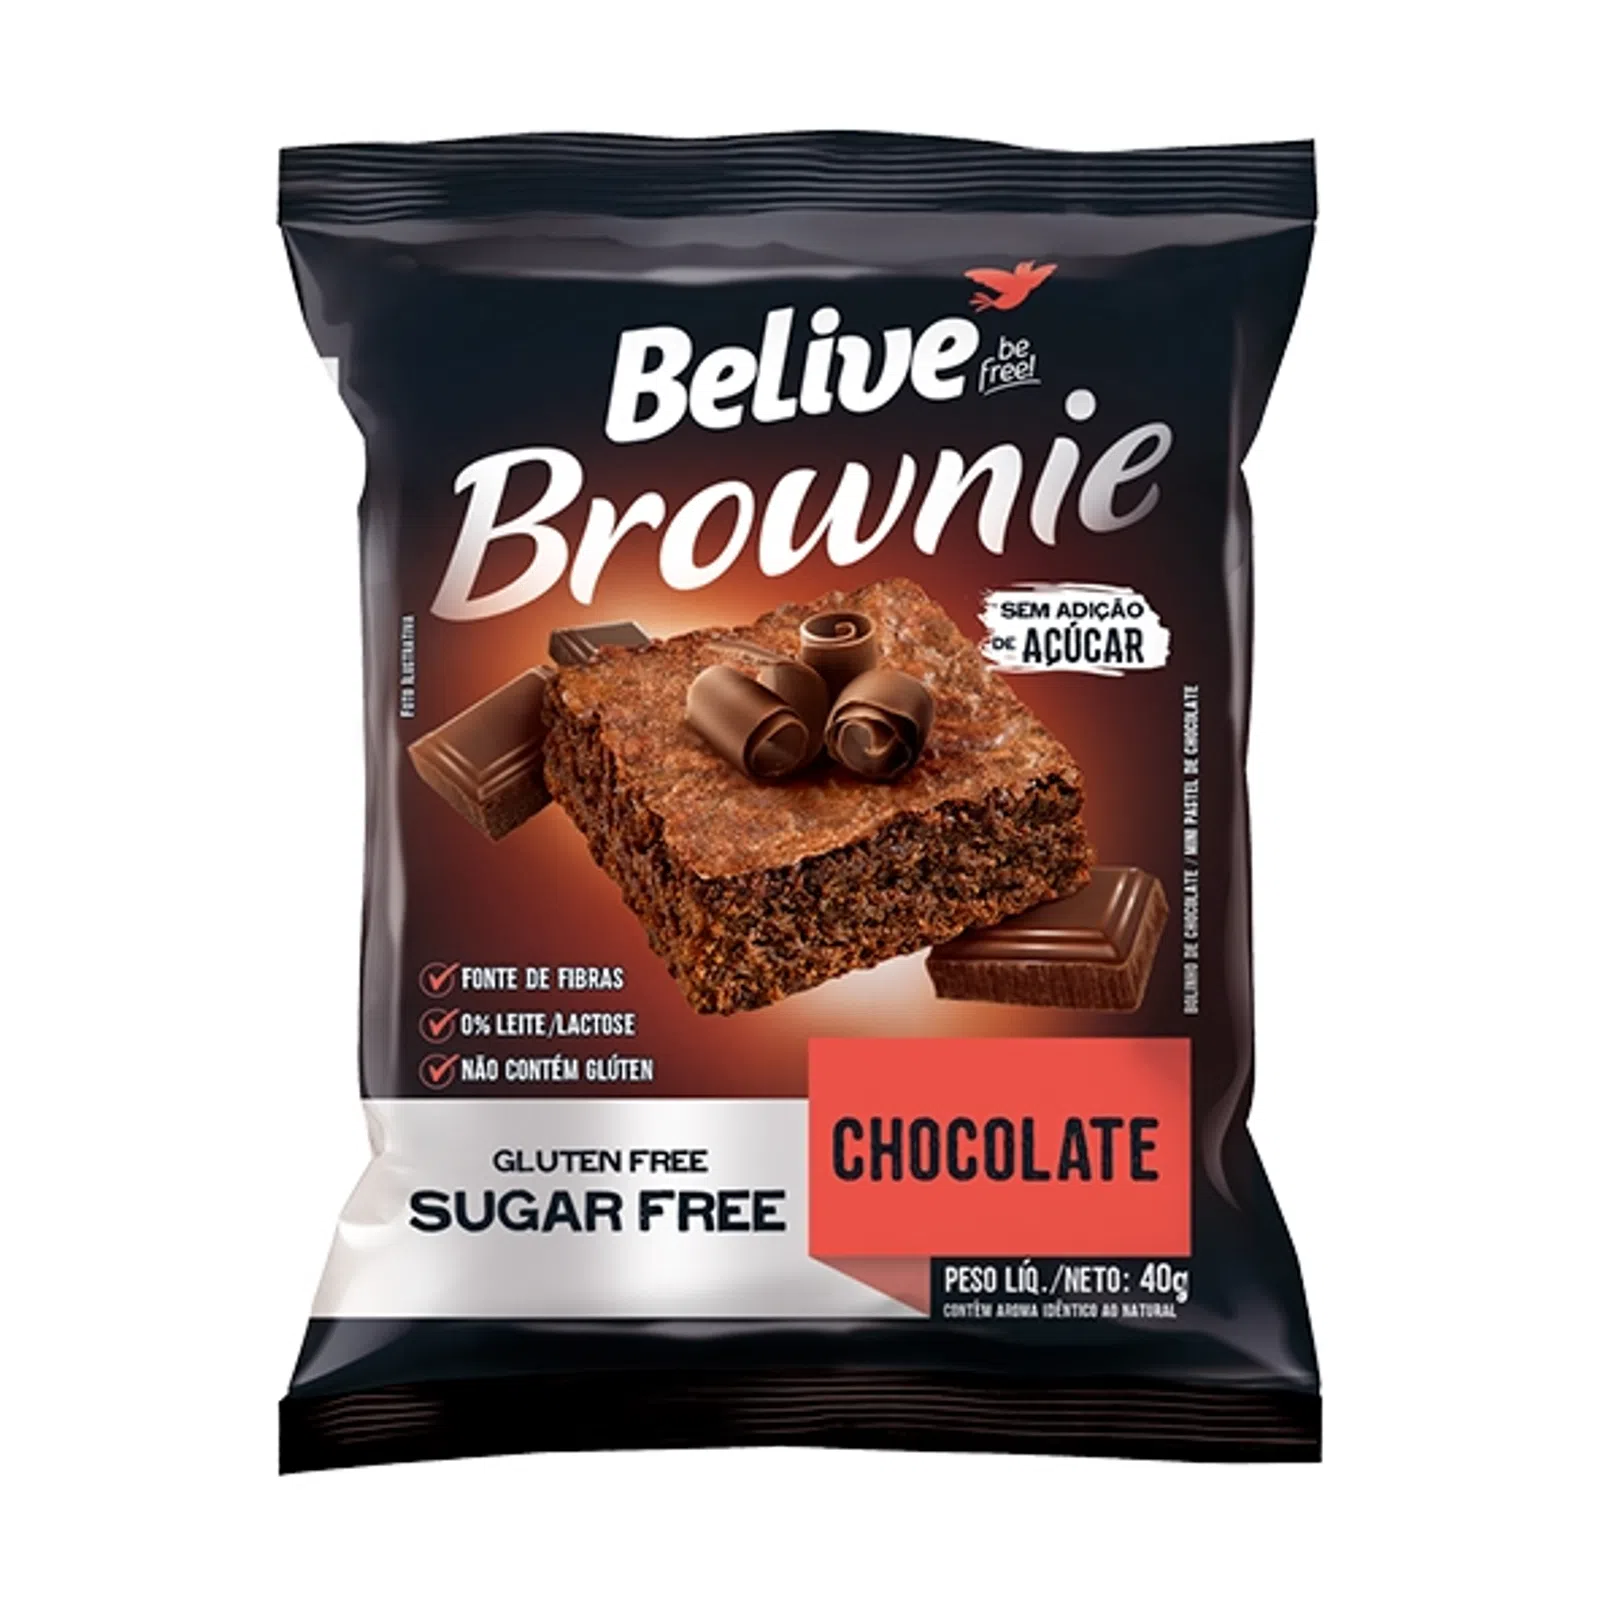 Belive
be
free!
Brownie
SEM ADIÇÃO
DE AÇÚCAR
FOTO ILUSTRATIVA
BOLINHO DE CHOCOLATE / MINI PASTEL DE CHOCOLATE
FONTE DE FIBRAS
0% LEITE/LACTOSE
NÃO CONTÉM GLÚTEN
GLUTEN FREE
SUGAR FREE
CHOCOLATE
PESO LÍQ./NETO: 40g
CONTÉM AROMA IDÊNTICO AO NATURAL